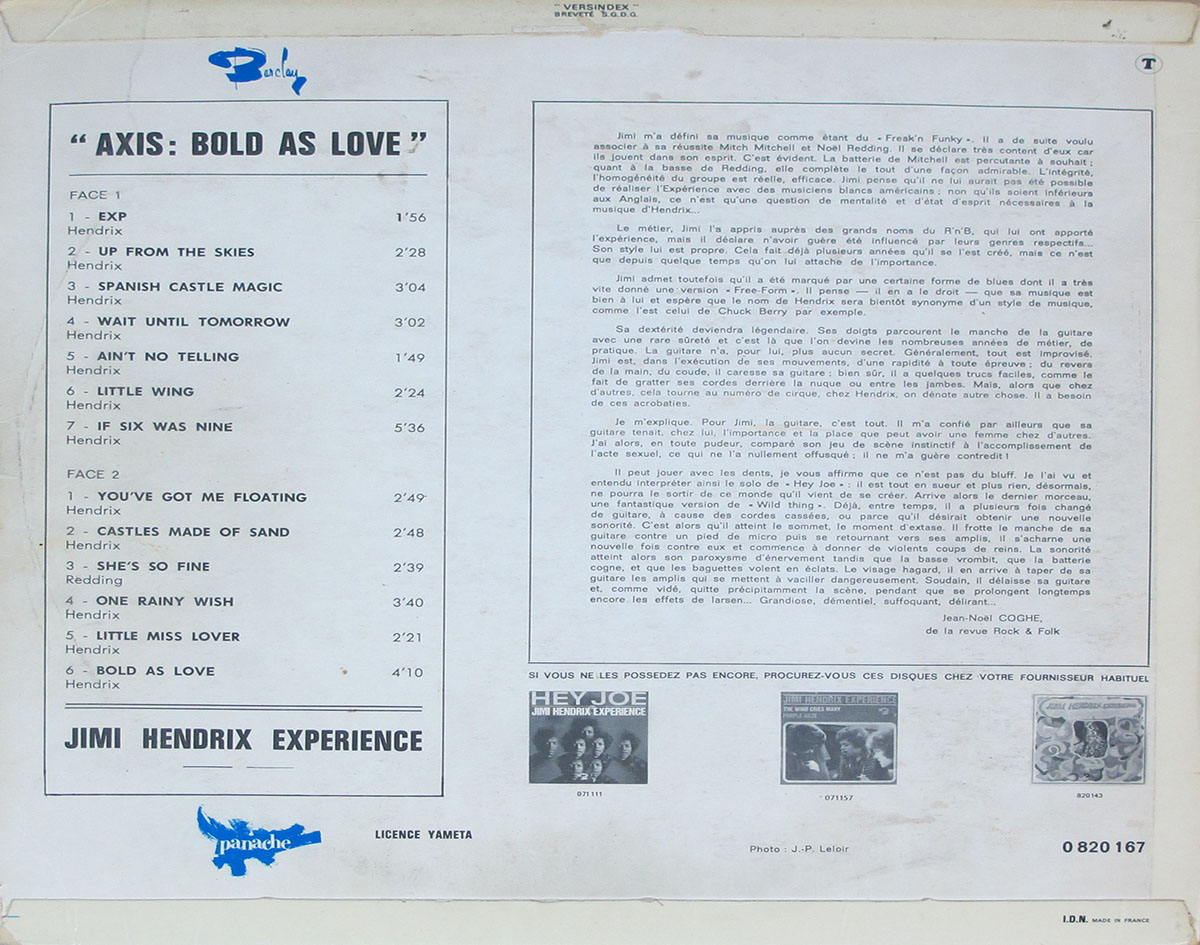 " VERSINDEX "
BREVETÉ S.G.D.G.
Barclay
T
" AXIS: BOLD AS LOVE "
FACE 1
1 - EXP 1'56
Hendrix
2 - UP FROM THE SKIES 2'28
Hendrix
3 - SPANISH CASTLE MAGIC 3'04
Hendrix
4 - WAIT UNTIL TOMORROW 3'02
Hendrix
5 - AIN'T NO TELLING 1'49
Hendrix
6 - LITTLE WING 2'24
Hendrix
7 - IF SIX WAS NINE 5'36
Hendrix
FACE 2
1 - YOU'VE GOT ME FLOATING 2'49
Hendrix
2 - CASTLES MADE OF SAND 2'48
Hendrix
3 - SHE'S SO FINE 2'39
Redding
4 - ONE RAINY WISH 3'40
Hendrix
5 - LITTLE MISS LOVER 2'21
Hendrix
6 - BOLD AS LOVE 4'10
Hendrix
JIMI HENDRIX EXPERIENCE
Jimi m'a défini sa musique comme étant du « Freak'n Funky ». Il a de suite voulu
associer à sa réussite Mitch Mitchell et Noël Redding. Il se déclare très content d'eux car
ils jouent dans son esprit. C'est évident. La batterie de Mitchell est percutante à souhait ;
quant à la basse de Redding, elle complète le tout d'une façon admirable. L'intégrité,
l'homogénéité du groupe est réelle, efficace. Jimi pense qu'il ne lui aurait pas été possible
de réaliser l'Expérience avec des musiciens blancs américains ; non qu'ils soient inférieurs
aux Anglais, ce n'est qu'une question de mentalité et d'état d'esprit nécessaires à la
musique d'Hendrix...
Le métier, Jimi l'a appris auprès des grands noms du R'n'B, qui lui ont apporté
l'expérience, mais il déclare n'avoir guère été influencé par leurs genres respectifs...
Son style lui est propre. Cela fait déjà plusieurs années qu'il se l'est créé, mais ce n'est
que depuis quelque temps qu'on lui attache de l'importance.
Jimi admet toutefois qu'il a été marqué par une certaine forme de blues dont il a très
vite donné une version « Free-Form ». Il pense — il en a le droit — que sa musique est
bien à lui et espère que le nom de Hendrix sera bientôt synonyme d'un style de musique,
comme l'est celui de Chuck Berry par exemple.
Sa dextérité deviendra légendaire. Ses doigts parcourent le manche de la guitare
avec une rare sûreté et c'est là que l'on devine les nombreuses années de métier, de
pratique. La guitare n'a, pour lui, plus aucun secret. Généralement, tout est improvisé.
Jimi est, dans l'exécution de ses mouvements, d'une rapidité à toute épreuve ; du revers
de la main, du coude, il caresse sa guitare ; bien sûr, il a quelques trucs faciles, comme le
fait de gratter ses cordes derrière la nuque ou entre les jambes. Mais, alors que chez
d'autres, cela tourne au numéro de cirque, chez Hendrix, on dénote autre chose. Il a besoin
de ces acrobaties.
Je m'explique. Pour Jimi, la guitare, c'est tout. Il m'a confié par ailleurs que sa
guitare tenait, chez lui, l'importance et la place que peut avoir une femme chez d'autres.
J'ai alors, en toute pudeur, comparé son jeu de scène instinctif à l'accomplissement de
l'acte sexuel, ce qui ne l'a nullement offusqué ; il ne m'a guère contredit !
Il peut jouer avec les dents, je vous affirme que ce n'est pas du bluff. Je l'ai vu et
entendu interpréter ainsi le solo de « Hey Joe » : il est tout en sueur et plus rien, désormais,
ne pourra le sortir de ce monde qu'il vient de se créer. Arrive alors le dernier morceau,
une fantastique version de « Wild thing ». Déjà, entre temps, il a plusieurs fois changé
de guitare, à cause des cordes cassées, ou parce qu'il désirait obtenir une nouvelle
sonorité. C'est alors qu'il atteint le sommet, le moment d'extase. Il frotte le manche de sa
guitare contre un pied de micro puis se retournant vers ses amplis, il s'acharne une
nouvelle fois contre eux et commence à donner de violents coups de reins. La sonorité
atteint alors son paroxysme d'énervement tandis que la basse vrombit, que la batterie
cogne, et que les baguettes volent en éclats. Le visage hagard, il en arrive à taper de sa
guitare les amplis qui se mettent à vaciller dangereusement. Soudain, il délaisse sa guitare
et, comme vidé, quitte précipitamment la scène, pendant que se prolongent longtemps
encore les effets de larsen... Grandiose, démentiel, suffoquant, délirant...
Jean-Noël COGHE,
de la revue Rock & Folk
SI VOUS NE LES POSSEDEZ PAS ENCORE, PROCUREZ-VOUS CES DISQUES CHEZ VOTRE FOURNISSEUR HABITUEL
HEY JOE
JIMI HENDRIX EXPERIENCE
071 111
JIMI HENDRIX EXPERIENCE
THE WIND CRIES MARY
PURPLE HAZE
071157
JIMI HENDRIX EXPERIENCE
820143
panache
LICENCE YAMETA
Photo : J.-P. Leloir
0 820 167
I.D.N. MADE IN FRANCE